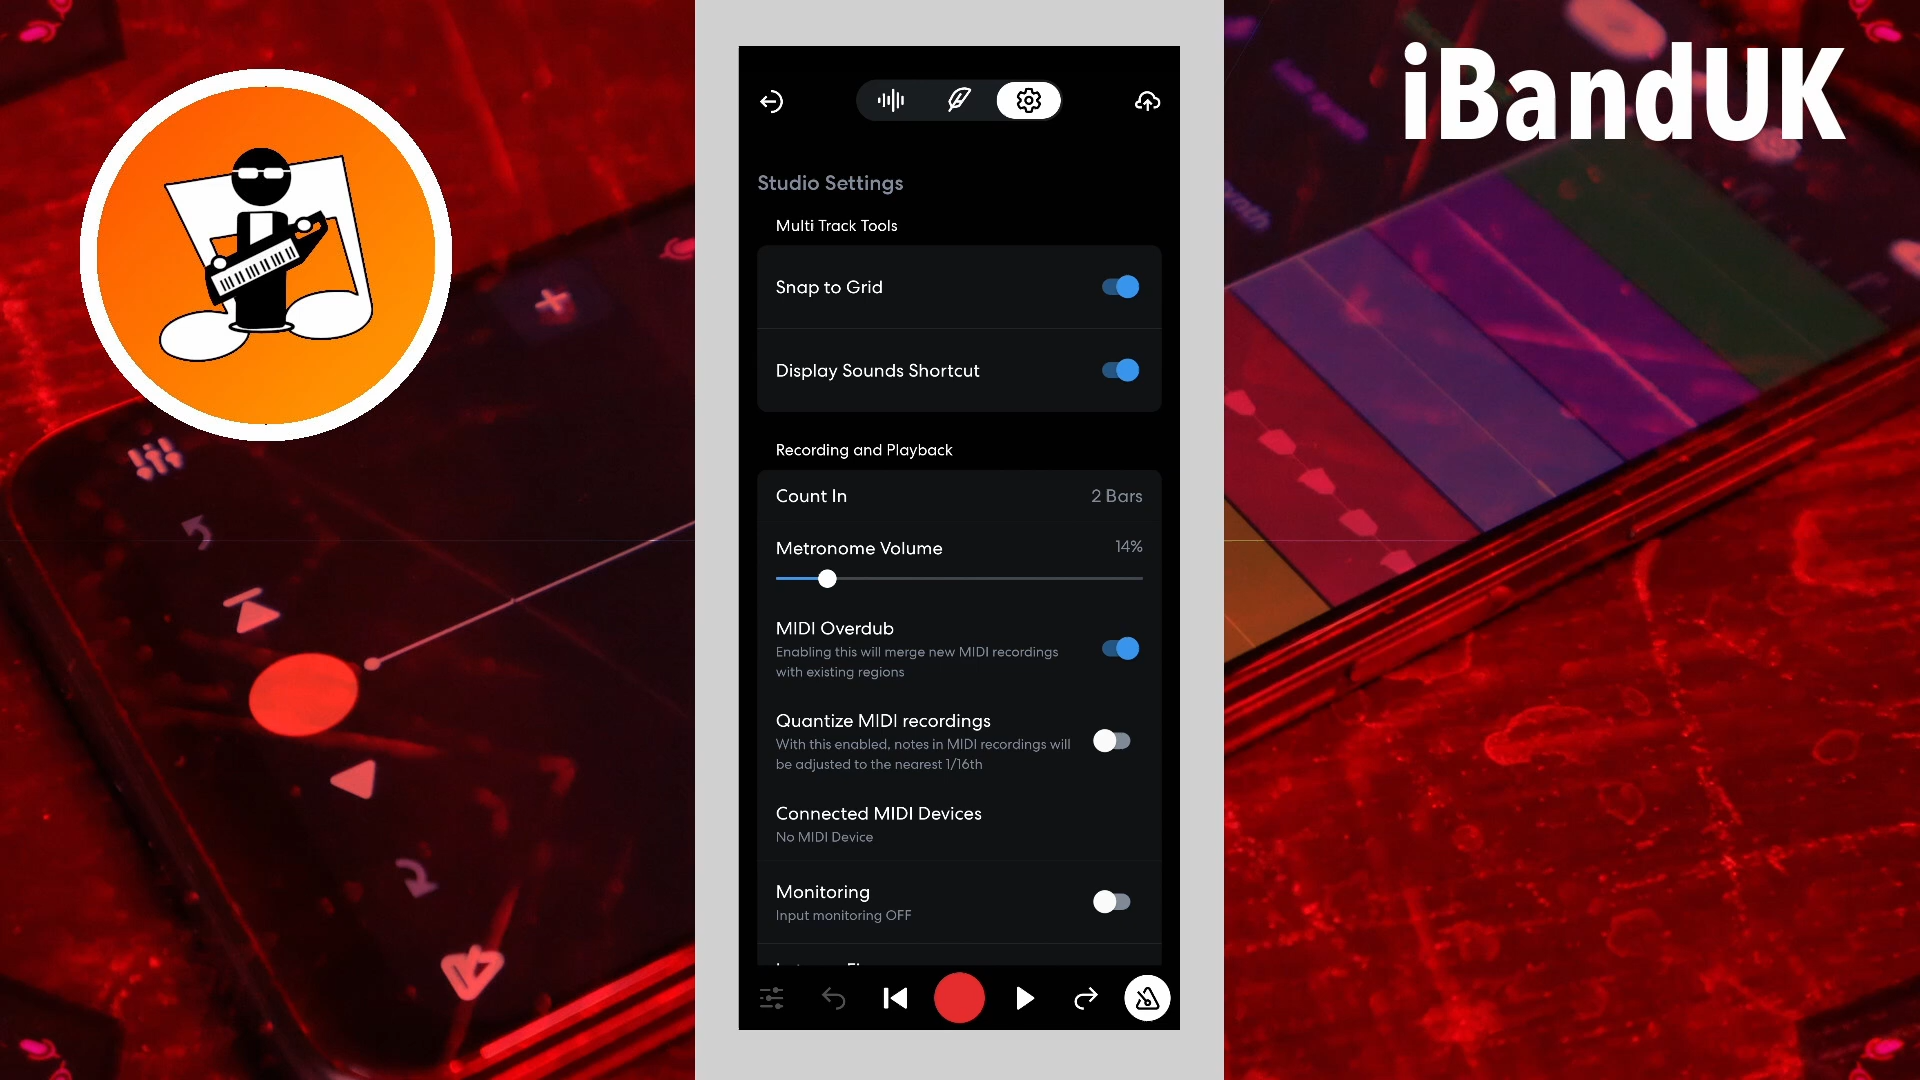 iBandUK
Studio Settings
Multi Track Tools
Snap to Grid
Display Sounds Shortcut
Recording and Playback
Count In 2 Bars
Metronome Volume 14%
MIDI Overdub
Enabling this will merge new MIDI recordings
with existing regions
Quantize MIDI recordings
With this enabled, notes in MIDI recordings will
be adjusted to the nearest 1/16th
Connected MIDI Devices
No MIDI Device
Monitoring
Input monitoring OFF